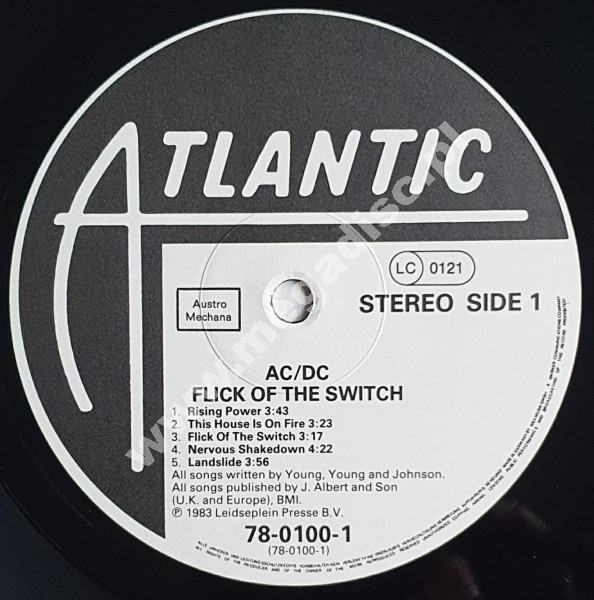 ATLANTIC
LC 0121
Austro
Mechana
STEREO SIDE 1
AC/DC
FLICK OF THE SWITCH
1. Rising Power 3:43
2. This House Is On Fire 3:23
3. Flick Of The Switch 3:17
4. Nervous Shakedown 4:22
5. Landslide 3:56
All songs written by Young, Young and Johnson.
All songs published by J. Albert and Son
(U.K. and Europe), BMI.
℗ 1983 Leidseplein Presse B.V.
78-0100-1
(78-0100-1)
www.megadisc.pl